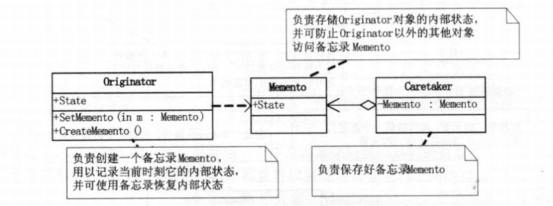 负责存储Originator对象的内部状态，
并可防止Originator以外的其他对象
访问备忘录Memento
Originator
+State
+SetMemento(in m : Memento)
+CreateMemento()
Memento
+State
Caretaker
-Memento : Memento
负责创建一个备忘录Memento，
用以记录当前时刻它的内部状态，
并可使用备忘录恢复内部状态
负责保存好备忘录Memento